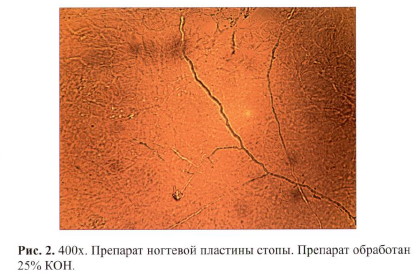 Рис. 2. 400х. Препарат ногтевой пластины стопы. Препарат обработан
25% КОН.